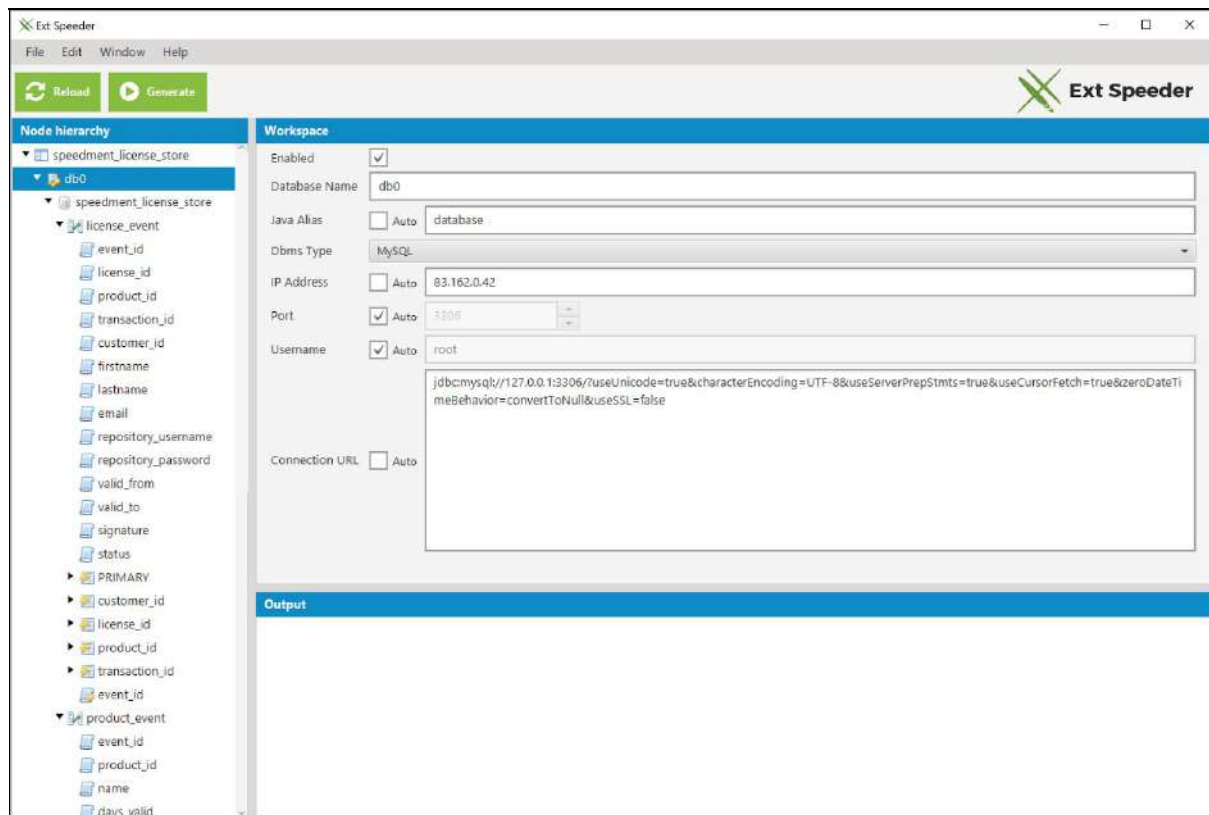 Ext Speeder
File Edit Window Help
Reload Generate
Ext Speeder
Node hierarchy
speedment_license_store
db0
speedment_license_store
license_event
event_id
license_id
product_id
transaction_id
customer_id
firstname
lastname
email
repository_username
repository_password
valid_from
valid_to
signature
status
PRIMARY
customer_id
license_id
product_id
transaction_id
event_id
product_event
event_id
product_id
name
days_valid
Workspace
Enabled
Database Name db0
Java Alias Auto database
Dbms Type MySQL
IP Address Auto 83.162.0.42
Port Auto 3306
Username Auto root
Connection URL Auto
jdbc:mysql://127.0.0.1:3306/?useUnicode=true&characterEncoding=UTF-8&useServerPrepStmts=true&useCursorFetch=true&zeroDateTi
meBehavior=convertToNull&useSSL=false
Output